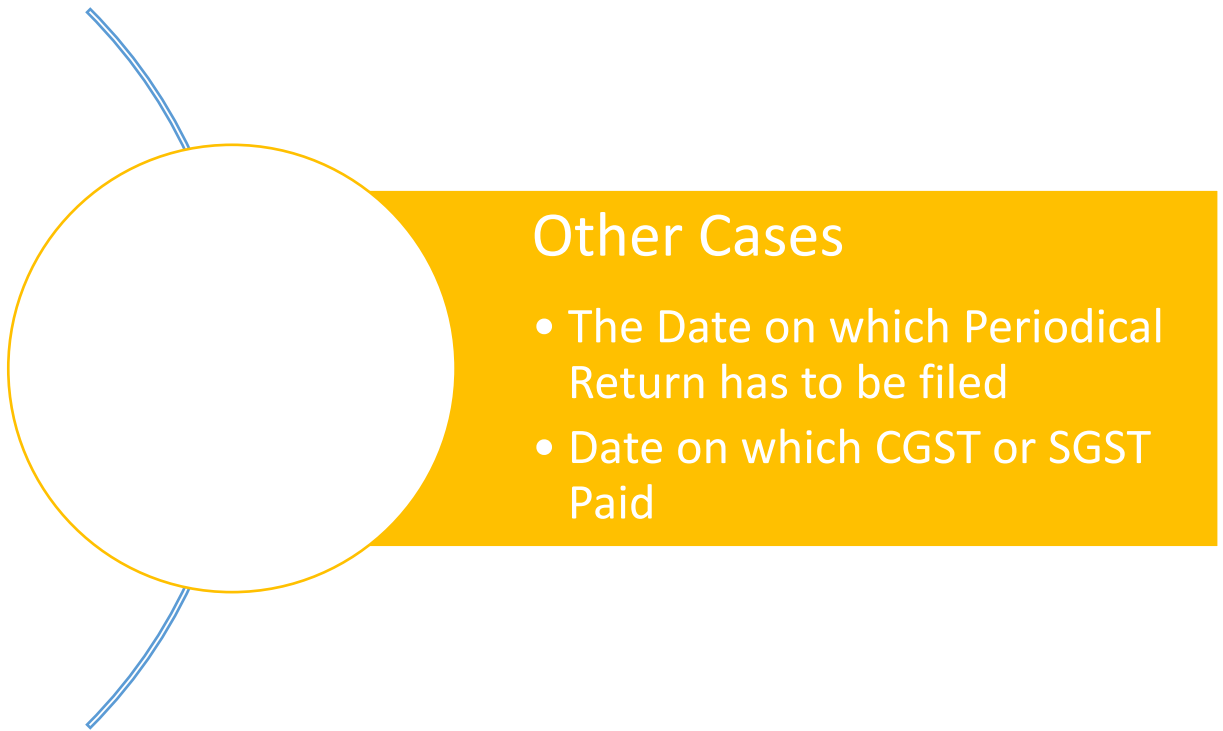 Other Cases
• The Date on which Periodical
Return has to be filed
• Date on which CGST or SGST
Paid